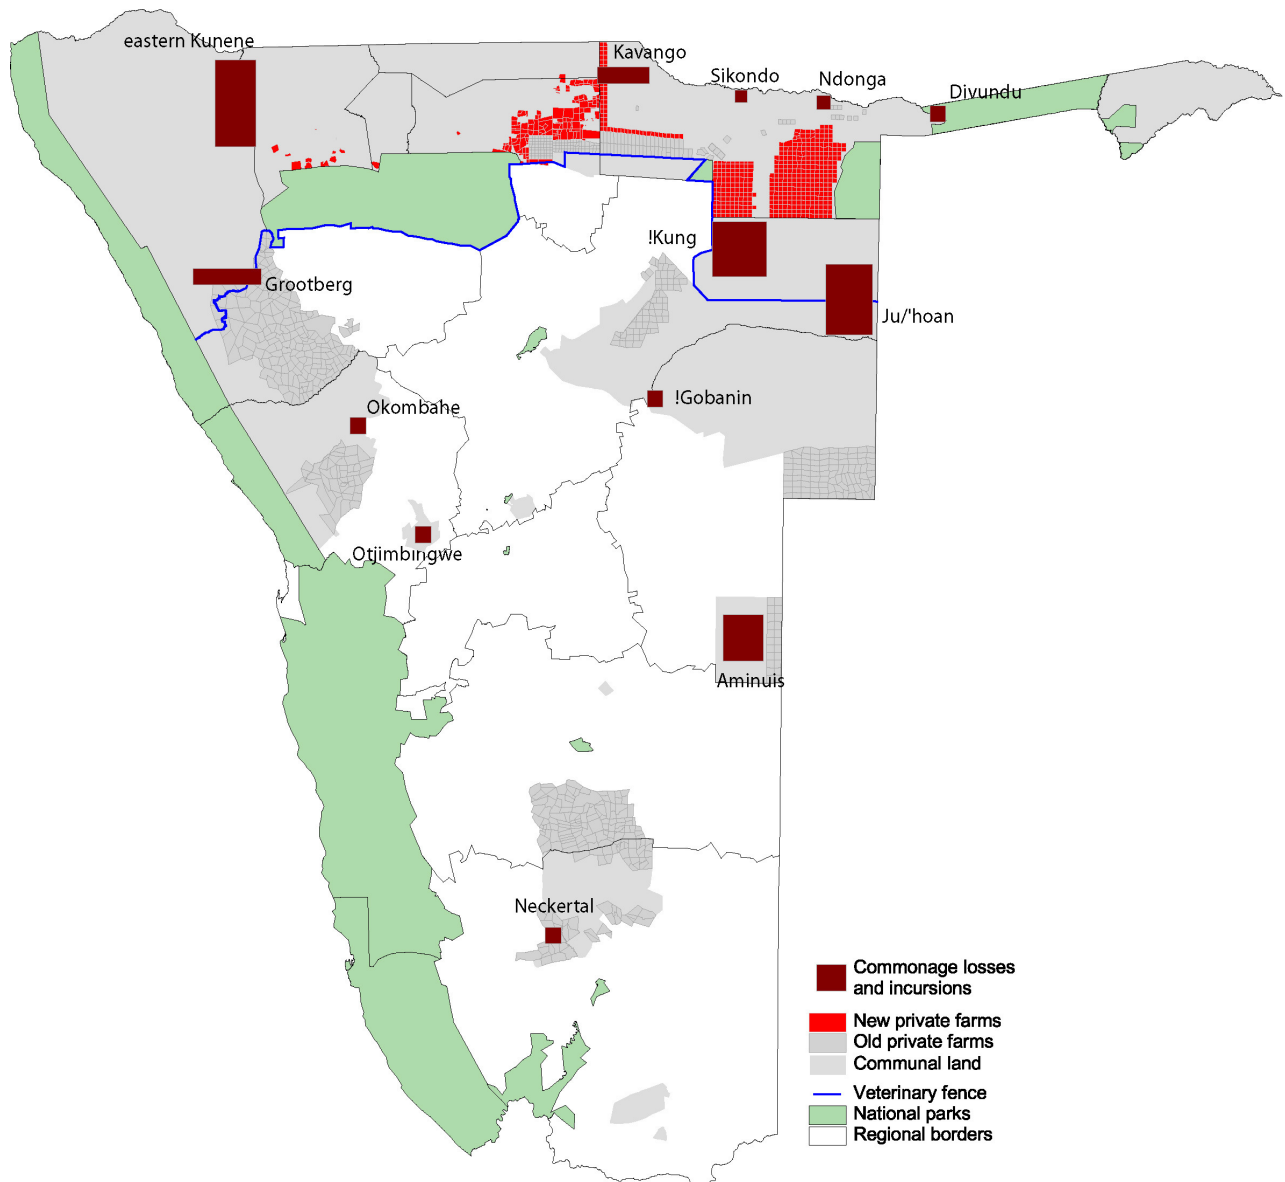 eastern Kunene
Kavango
Sikondo
Ndonga
Divundu
!Kung
Grootberg
Ju/'hoan
!Gobanin
Okombahe
Otjimbingwe
Aminuis
Neckertal
Commonage losses
and incursions
New private farms
Old private farms
Communal land
Veterinary fence
National parks
Regional borders